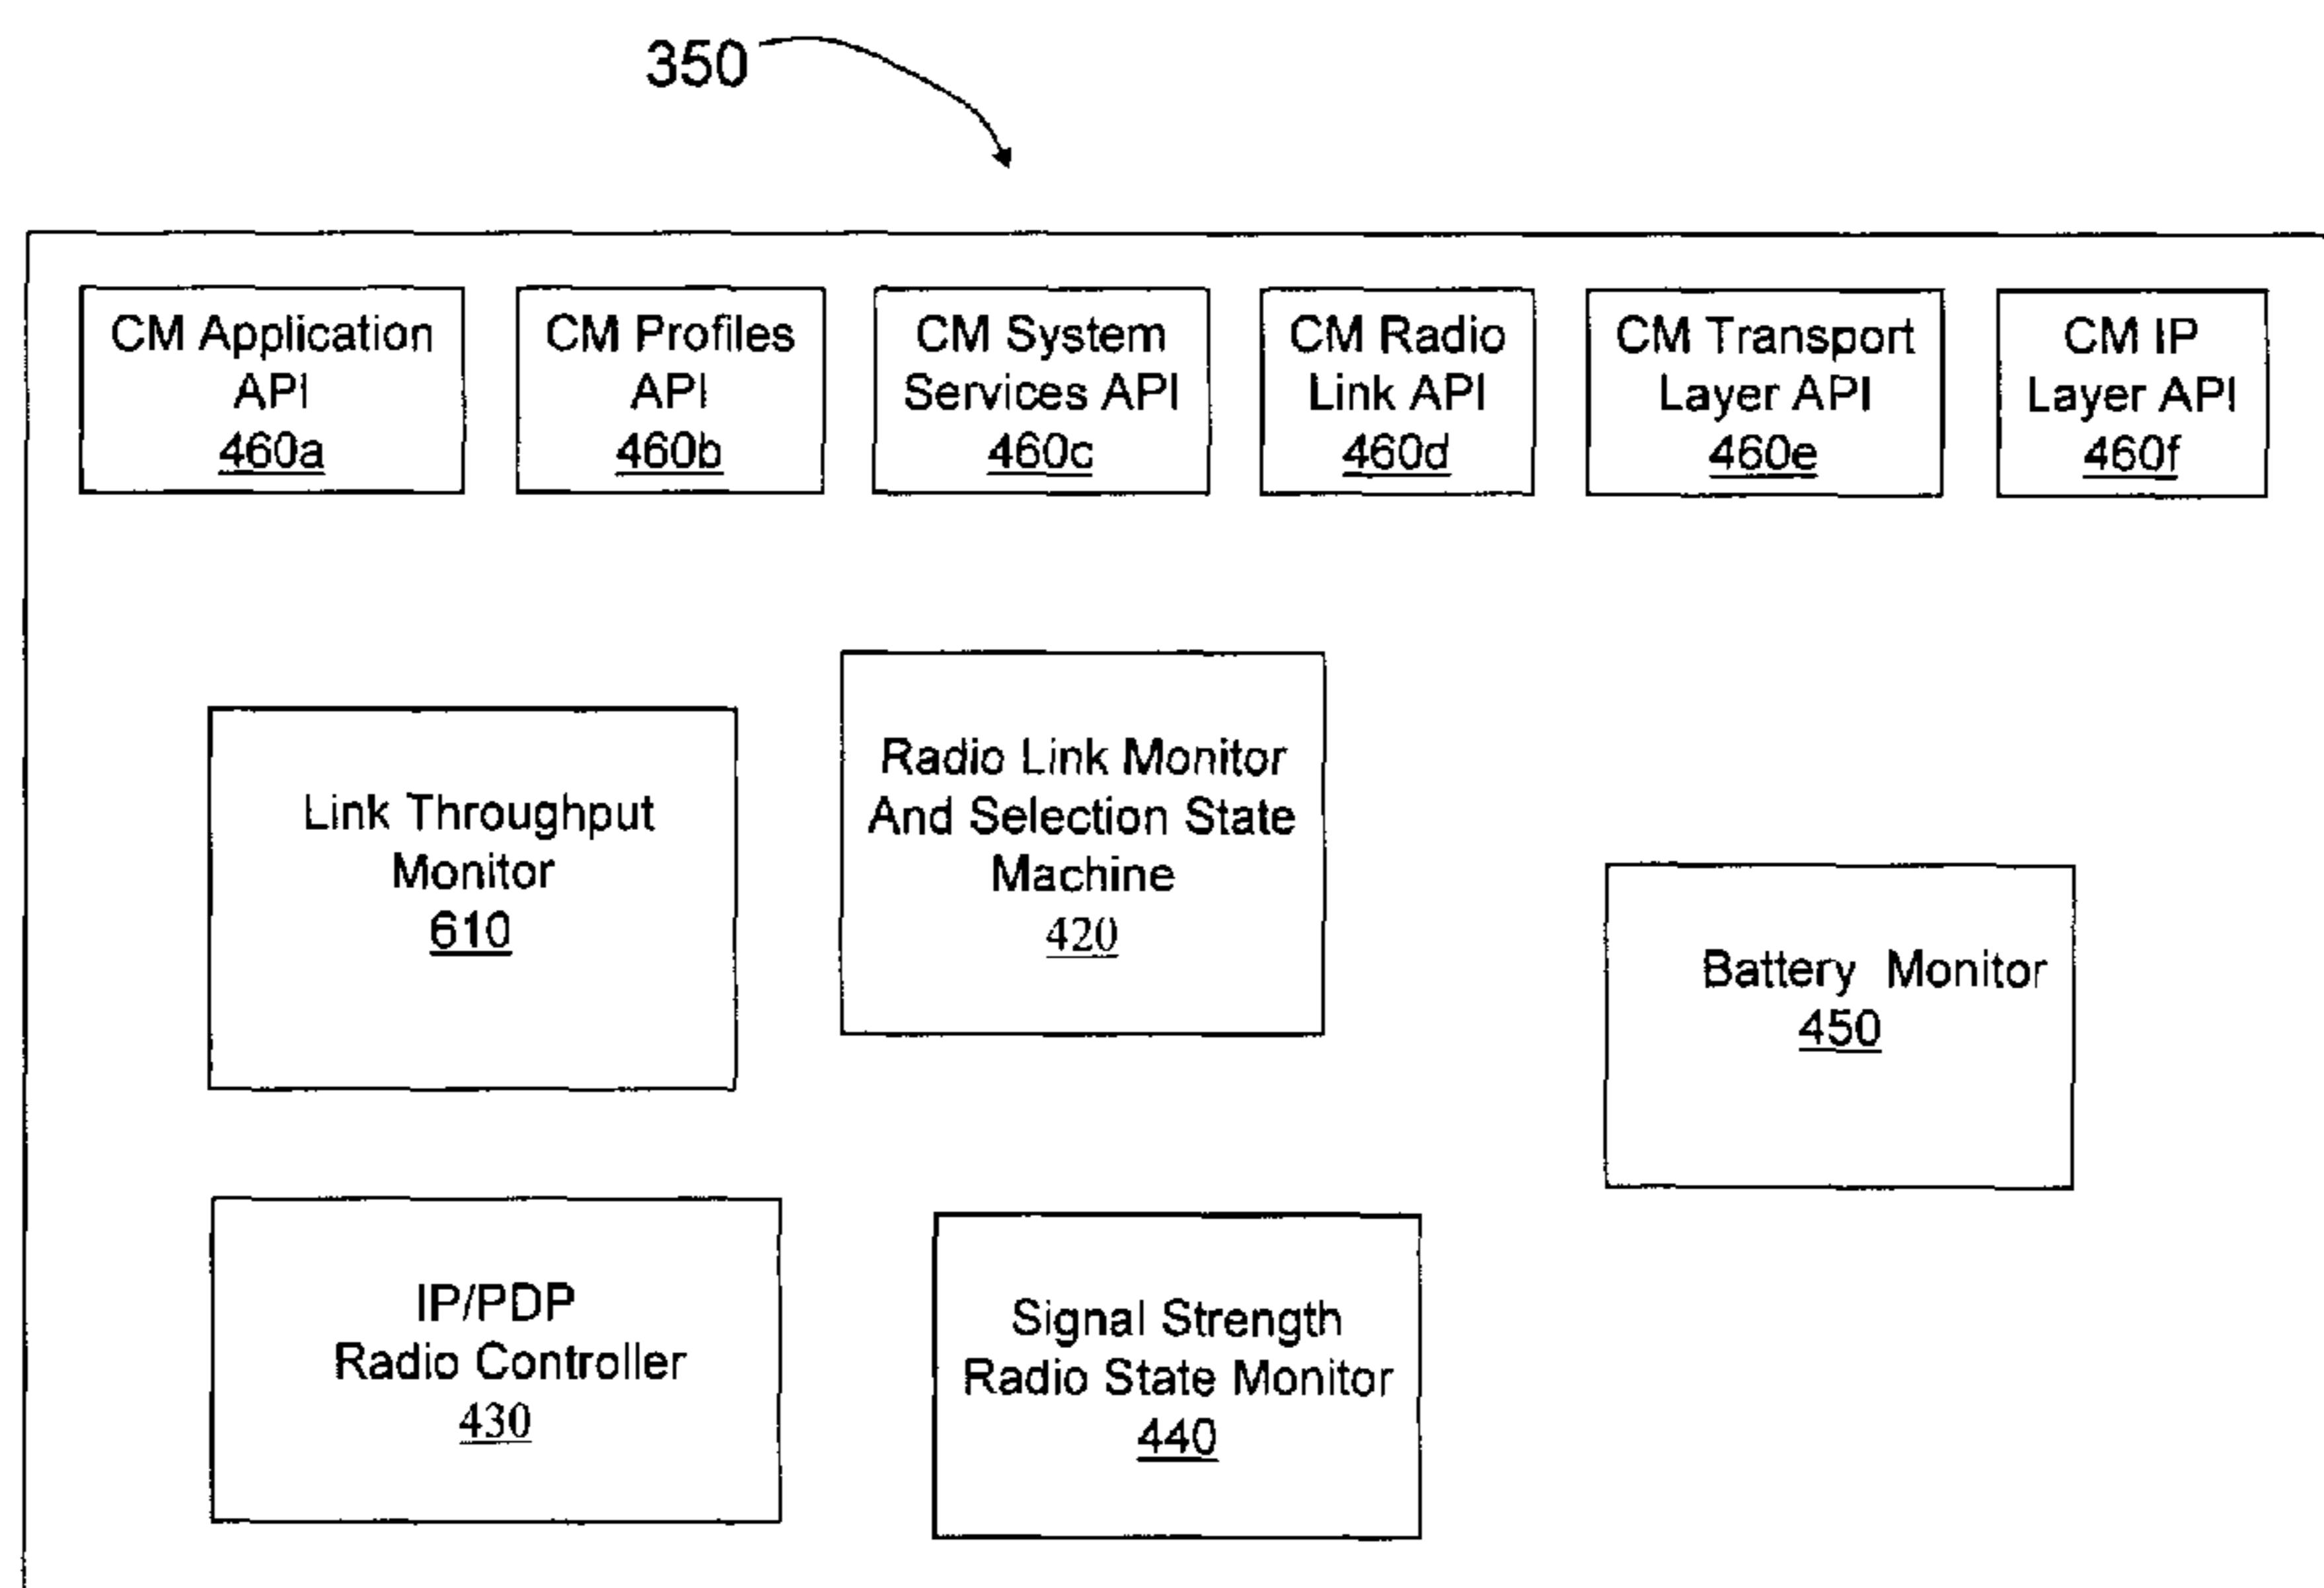 350
CM Application
API
460a
CM Profiles
API
460b
CM System
Services API
460c
CM Radio
Link API
460d
CM Transport
Layer API
460e
CM IP
Layer API
460f
Link Throughput
Monitor
610
Radio Link Monitor
And Selection State
Machine
420
Battery Monitor
450
IP/PDP
Radio Controller
430
Signal Strength
Radio State Monitor
440